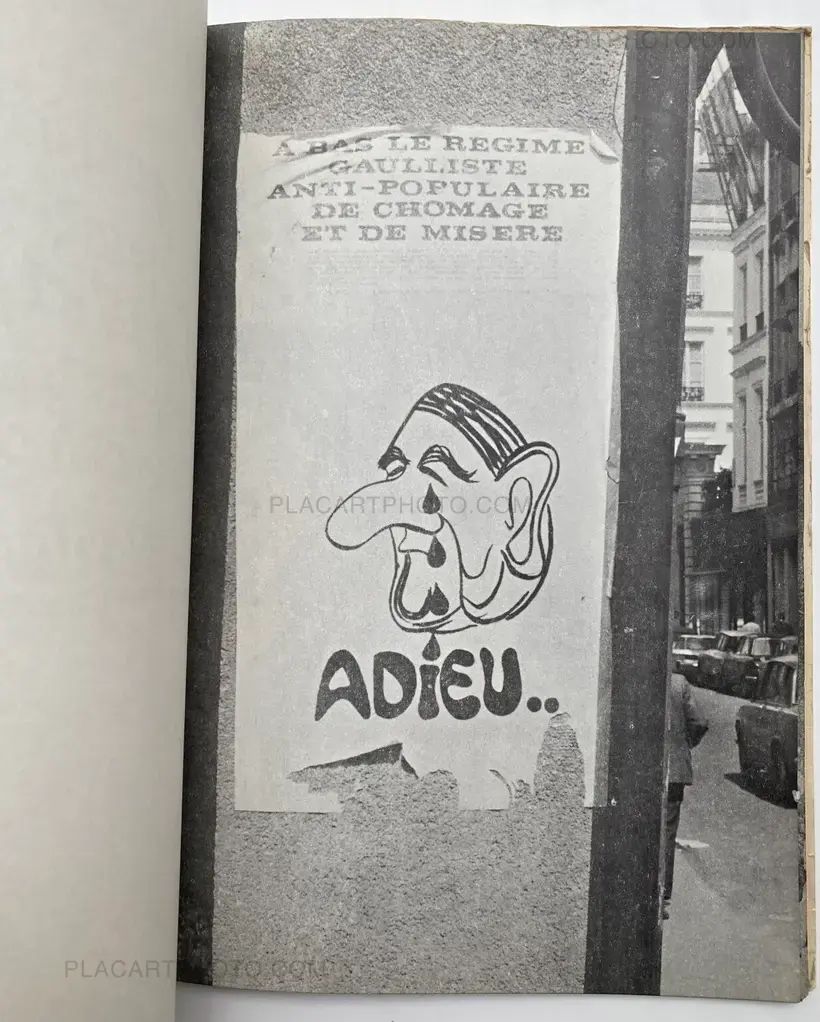 PLACARTPHOTO.COM
A BAS LE REGIME
GAULLISTE
ANTI-POPULAIRE
DE CHOMAGE
ET DE MISERE
PLACARTPHOTO.COM
ADIEU..
PLACARTPHOTO.COM